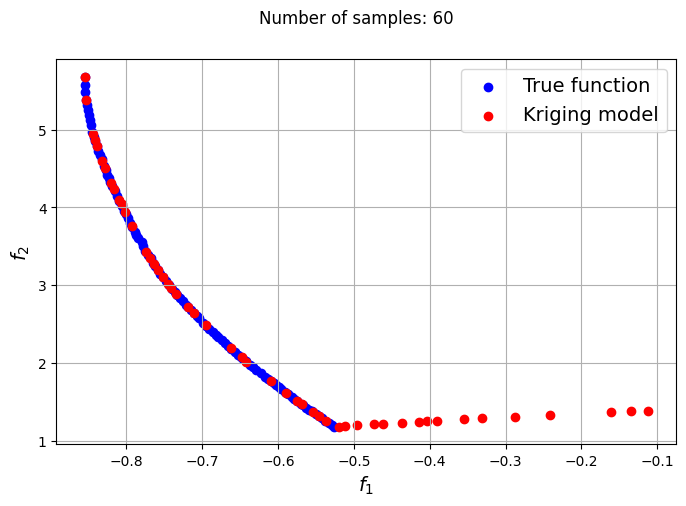 Number of samples: 60
True function
Kriging model
5
4
3
2
1
f₂
−0.8
−0.7
−0.6
−0.5
−0.4
−0.3
−0.2
−0.1
f₁